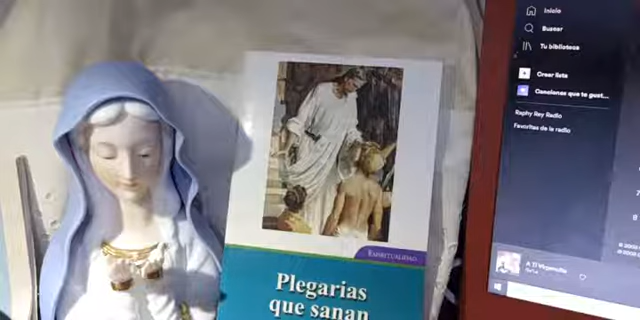 ESPIRITUALIDAD
Plegarias
que sanan
Inicio
Buscar
Tu biblioteca
Crear lista
Canciones que te gust...
Raphy Rey Radio
Favoritas de la radio